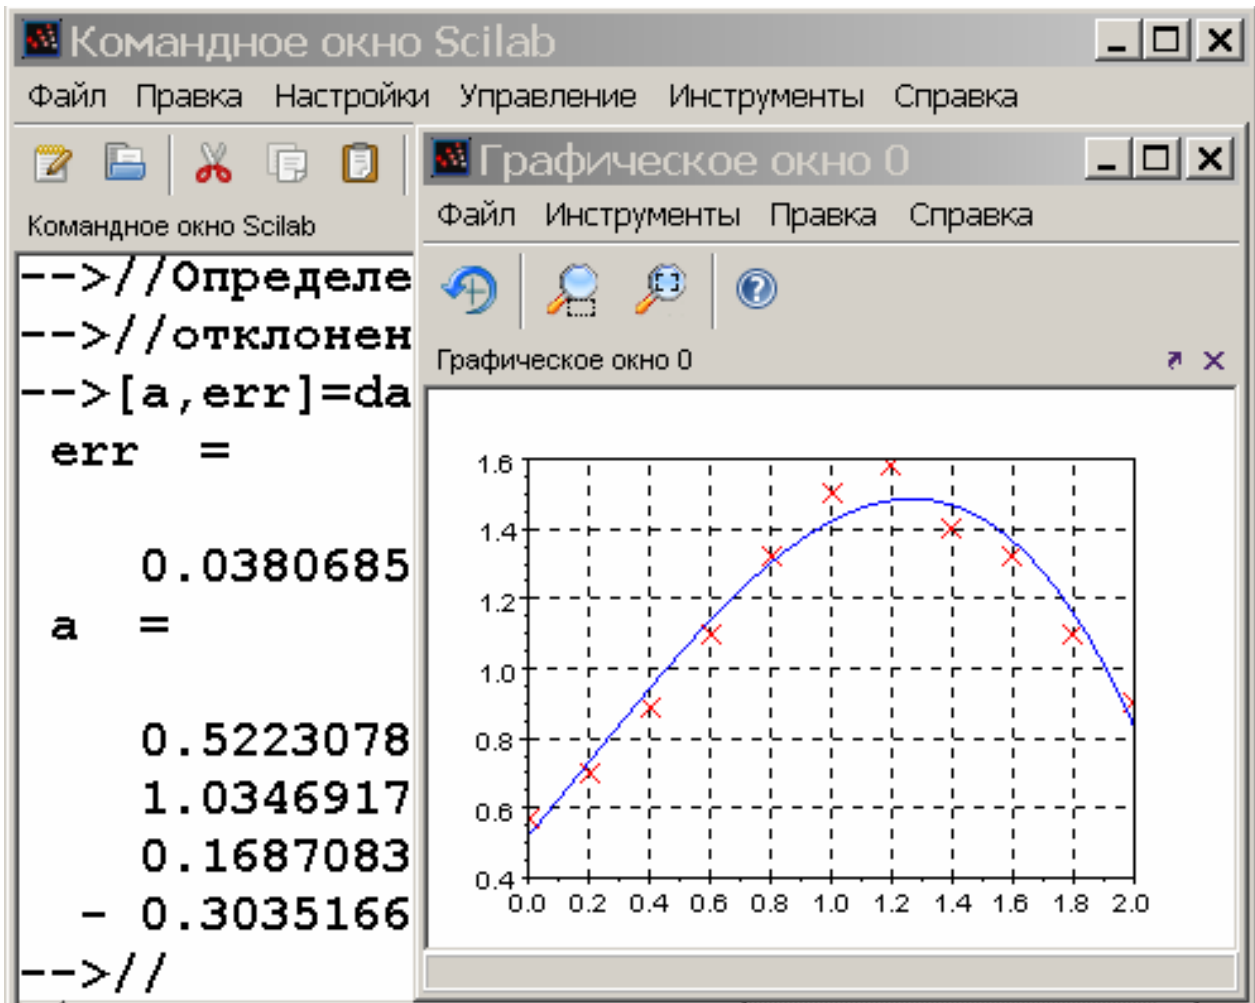 Командное окно Scilab
Файл Правка Настройки Управление Инструменты Справка
Командное окно Scilab
-->//Определе
-->//отклонен
-->[a,err]=da
err =
0.0380685
a =
0.5223078
1.0346917
0.1687083
- 0.3035166
-->//
Графическое окно 0
Файл Инструменты Правка Справка
Графическое окно 0
1.6
1.4
1.2
1.0
0.8
0.6
0.4
0.0 0.2 0.4 0.6 0.8 1.0 1.2 1.4 1.6 1.8 2.0